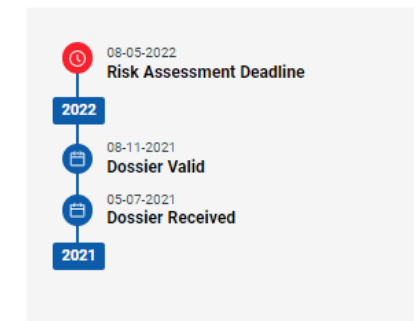 08-05-2022
Risk Assessment Deadline
2022
08-11-2021
Dossier Valid
05-07-2021
Dossier Received
2021